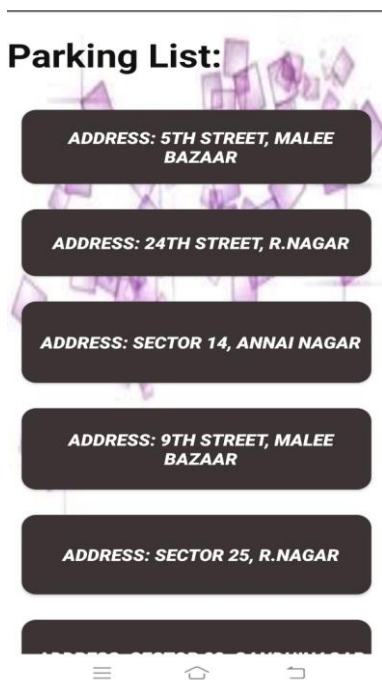 Parking List:
ADDRESS: 5TH STREET, MALEE
BAZAAR
ADDRESS: 24TH STREET, R.NAGAR
ADDRESS: SECTOR 14, ANNAI NAGAR
ADDRESS: 9TH STREET, MALEE
BAZAAR
ADDRESS: SECTOR 25, R.NAGAR